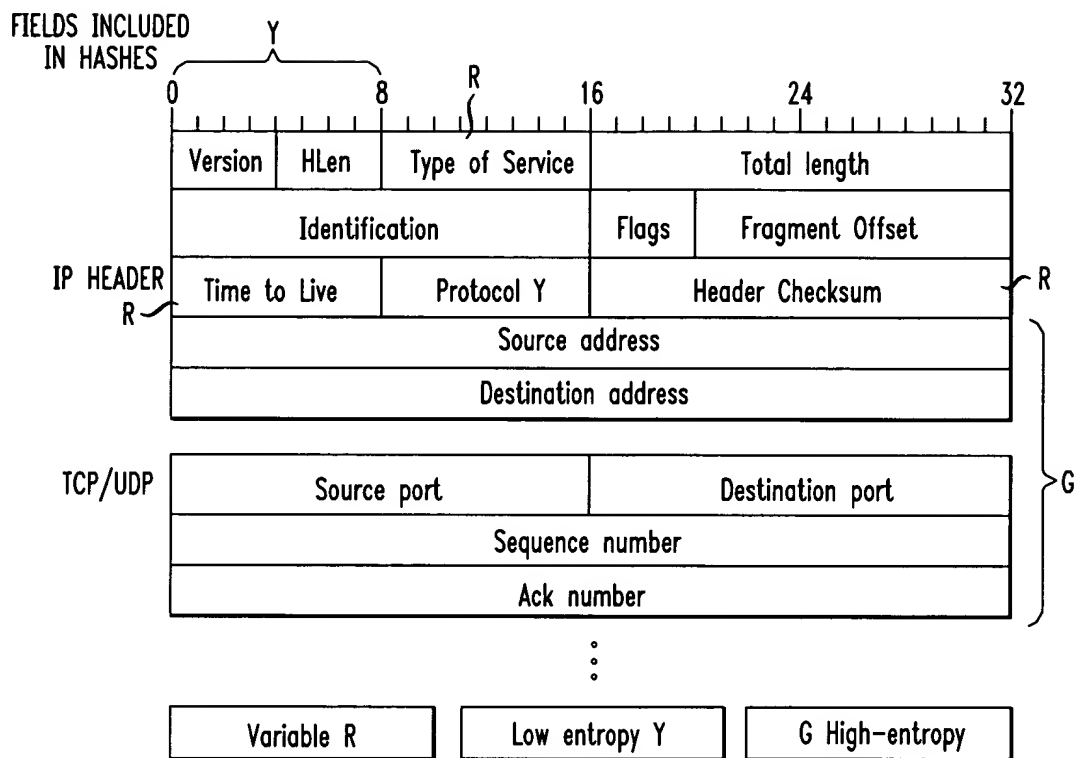 FIELDS INCLUDED
IN HASHES
Y
R
0 8 16 24 32
Version HLen Type of Service Total length
Identification Flags Fragment Offset
IP HEADER
R Time to Live Protocol Y Header Checksum R
Source address
Destination address
TCP/UDP Source port Destination port G
Sequence number
Ack number
Variable R Low entropy Y G High-entropy